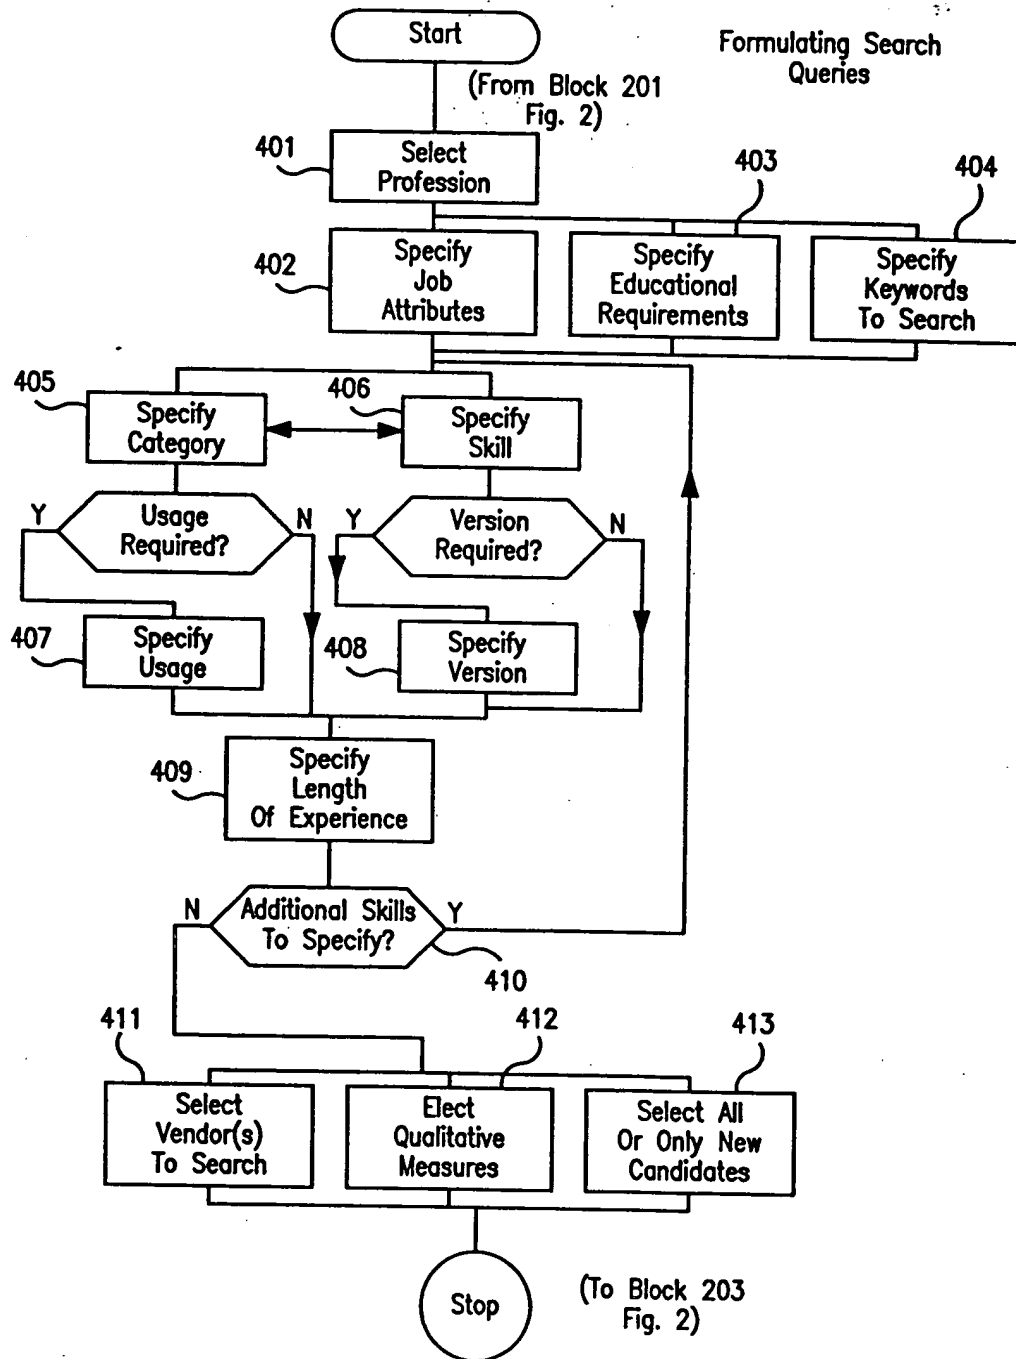 Start
Formulating Search
Queries
(From Block 201
Fig. 2)
401
Select
Profession
403
404
402
Specify
Job
Attributes
Specify
Educational
Requirements
Specify
Keywords
To Search
405
Specify
Category
406
Specify
Skill
Y
Usage
Required?
N
Y
Version
Required?
N
407
Specify
Usage
408
Specify
Version
409
Specify
Length
Of Experience
N
Additional Skills
To Specify?
Y
410
411
412
413
Select
Vendor(s)
To Search
Elect
Qualitative
Measures
Select All
Or Only New
Candidates
Stop
(To Block 203
Fig. 2)